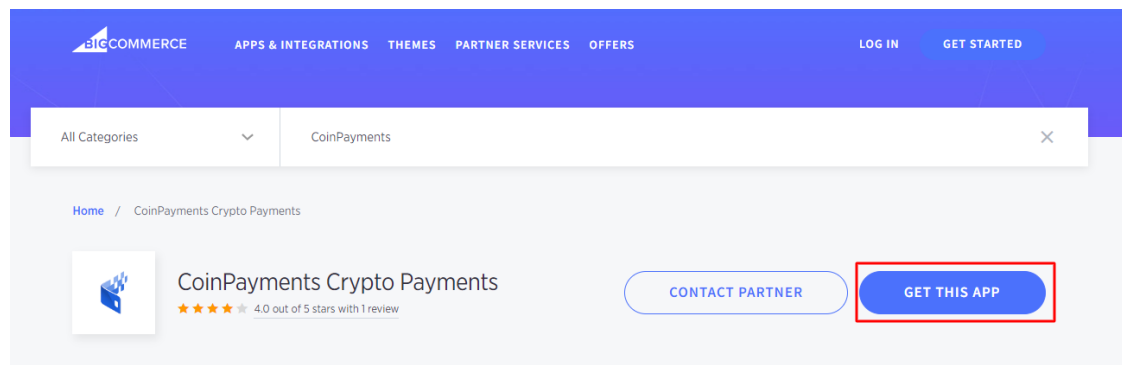 BIGCOMMERCE APPS & INTEGRATIONS THEMES PARTNER SERVICES OFFERS LOG IN GET STARTED
All Categories CoinPayments
Home / CoinPayments Crypto Payments
CoinPayments Crypto Payments
4.0 out of 5 stars with 1 review
CONTACT PARTNER GET THIS APP